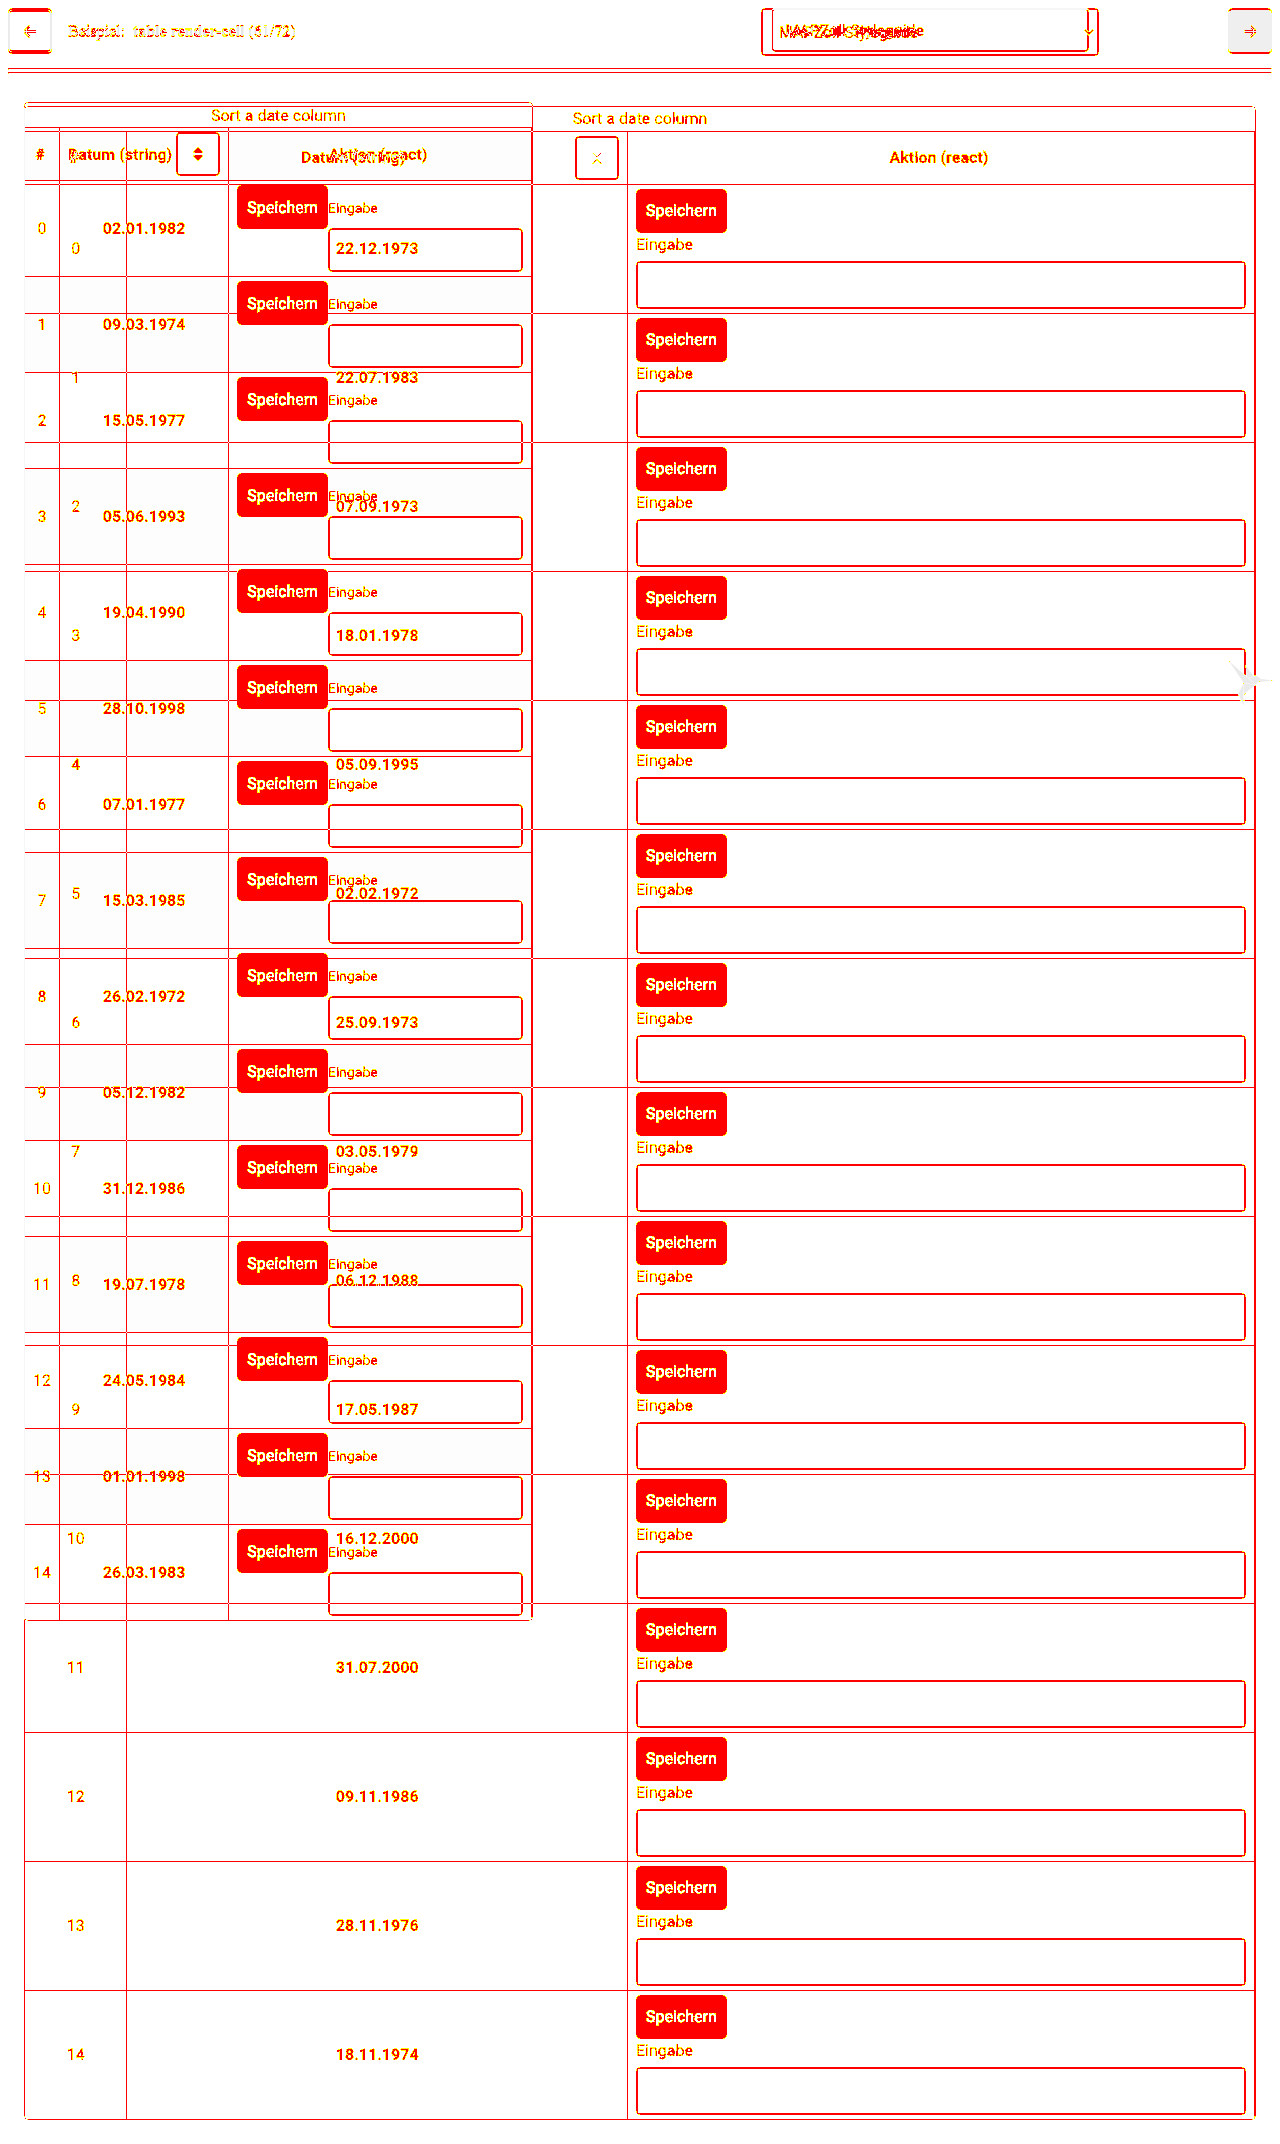 ← Beispiel: table render-cell (61/72) →
Sort a date column
Sort a date column
# # Datum (string) Datum (string) Aktion (react) Aktion (react)
Speichern Eingabe Speichern
0 02.01.1982
0 22.12.1973 Eingabe
Speichern Eingabe
1 09.03.1974 Speichern
1 22.07.1983 Eingabe
Speichern Eingabe
2 15.05.1977
Speichern
Speichern Eingabe Eingabe
2 07.09.1973
3 05.06.1993
Speichern Eingabe Speichern
4 19.04.1990
3 18.01.1978 Eingabe
Speichern Eingabe
5 28.10.1998 Speichern
4 05.09.1995 Eingabe
Speichern Eingabe
6 07.01.1977
Speichern
Speichern Eingabe Eingabe
5 02.02.1972
7 15.03.1985
Speichern Eingabe Speichern
8 26.02.1972
6 25.09.1973 Eingabe
Speichern Eingabe
9 05.12.1982 Speichern
7 03.05.1979 Eingabe
Speichern Eingabe
10 31.12.1986
Speichern
Speichern Eingabe Eingabe
8 06.12.1988
11 19.07.1978
Speichern Eingabe Speichern
12 24.05.1984
9 17.05.1987 Eingabe
Speichern Eingabe
13 01.01.1998 Speichern
10 16.12.2000 Eingabe
Speichern Eingabe
14 26.03.1983
Speichern
Eingabe
11 31.07.2000
Speichern
Eingabe
12 09.11.1986
Speichern
Eingabe
13 28.11.1976
Speichern
Eingabe
14 18.11.1974